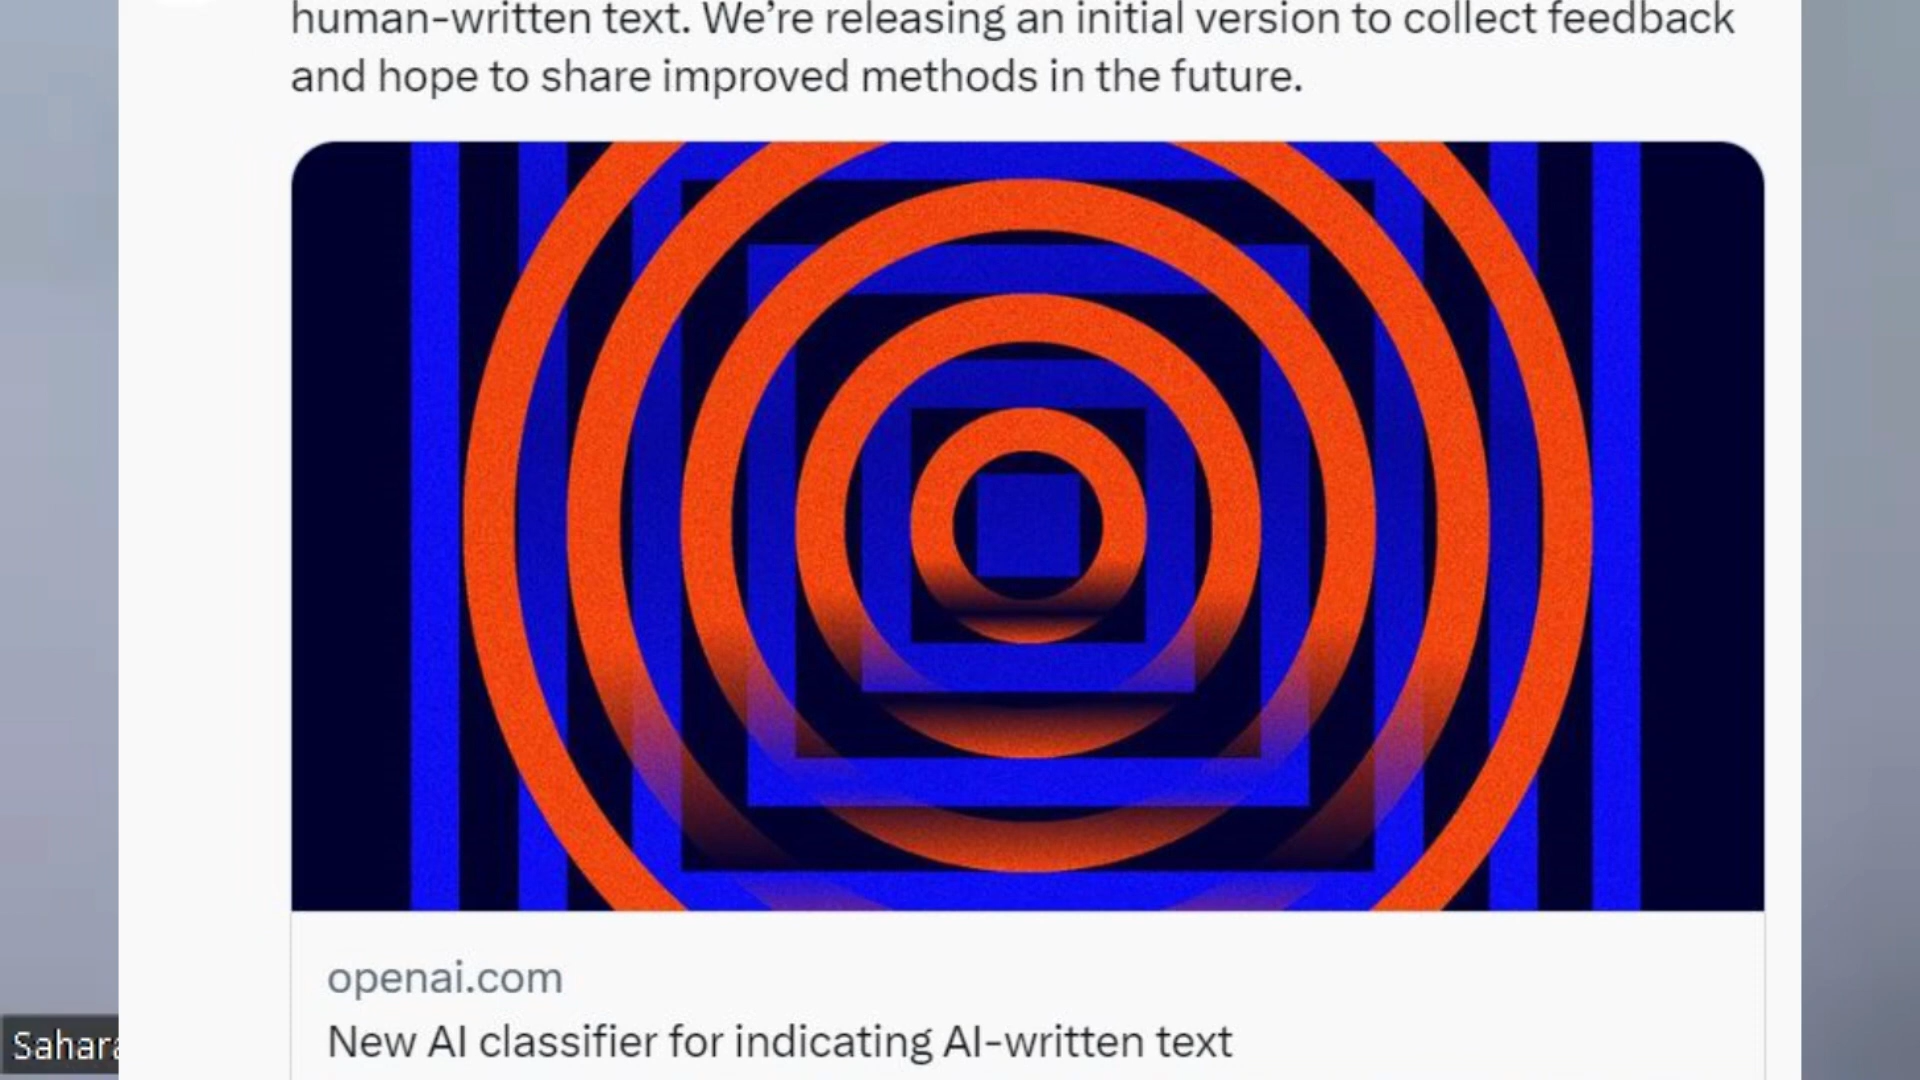 human-written text. We're releasing an initial version to collect feedback
and hope to share improved methods in the future.
openai.com
New AI classifier for indicating AI-written text
Sahara